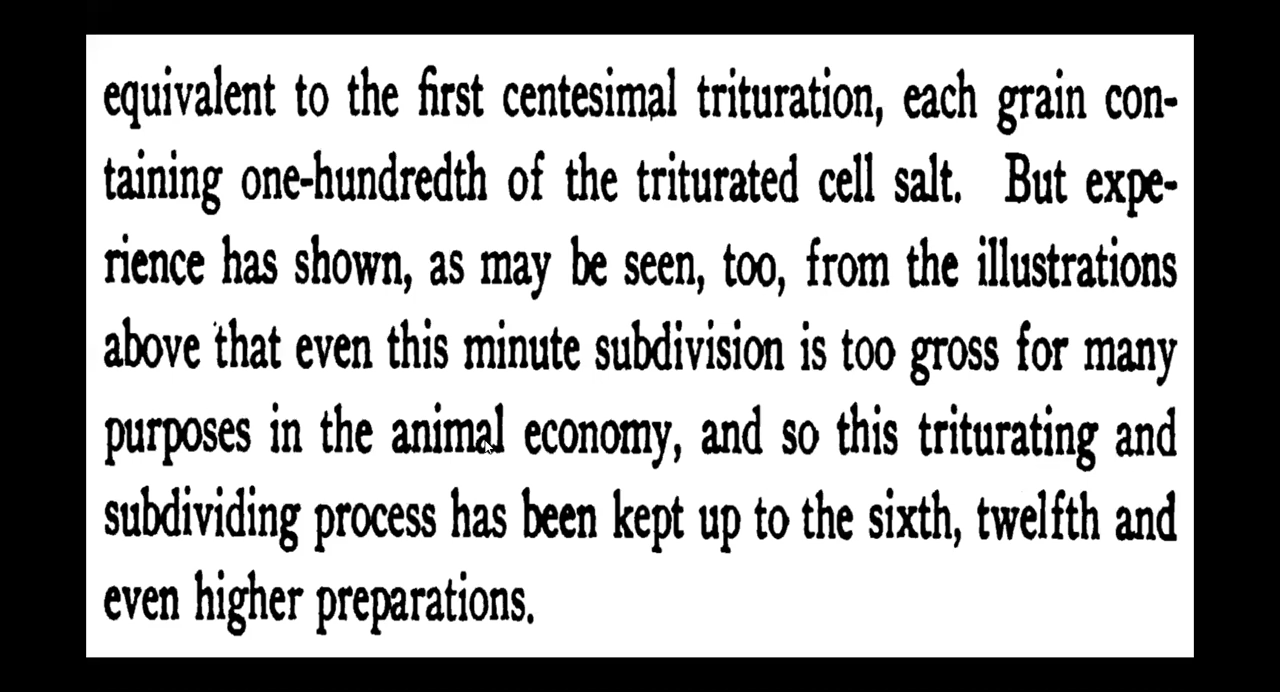 equivalent to the first centesimal trituration, each grain con-
taining one-hundredth of the triturated cell salt. But expe-
rience has shown, as may be seen, too, from the illustrations
above that even this minute subdivision is too gross for many
purposes in the animal economy, and so this triturating and
subdividing process has been kept up to the sixth, twelfth and
even higher preparations.